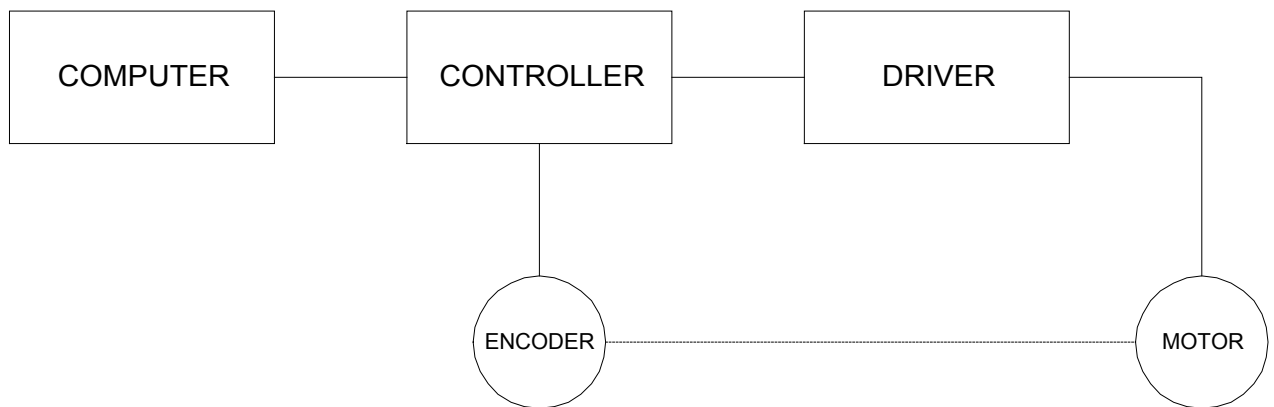 COMPUTER
CONTROLLER
DRIVER
ENCODER
MOTOR